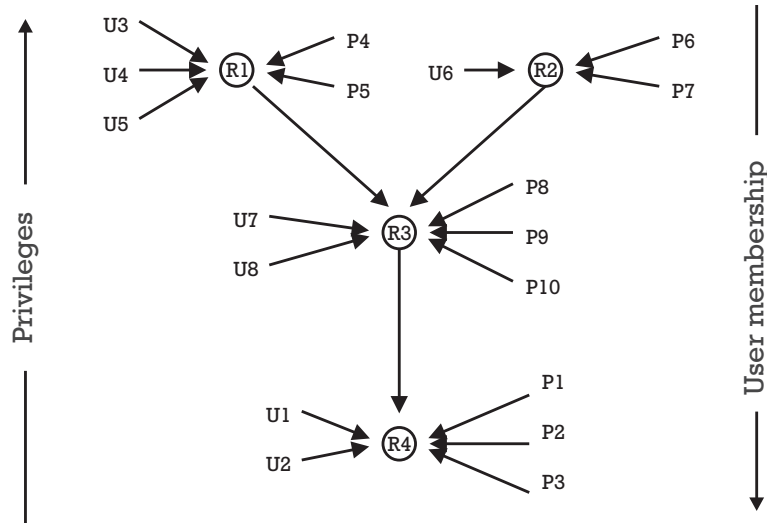 U3
P4
P6
U4
R1
U6
R2
P5
P7
U5
P8
U7
R3
P9
U8
P10
Privileges
User membership
P1
U1
R4
P2
U2
P3